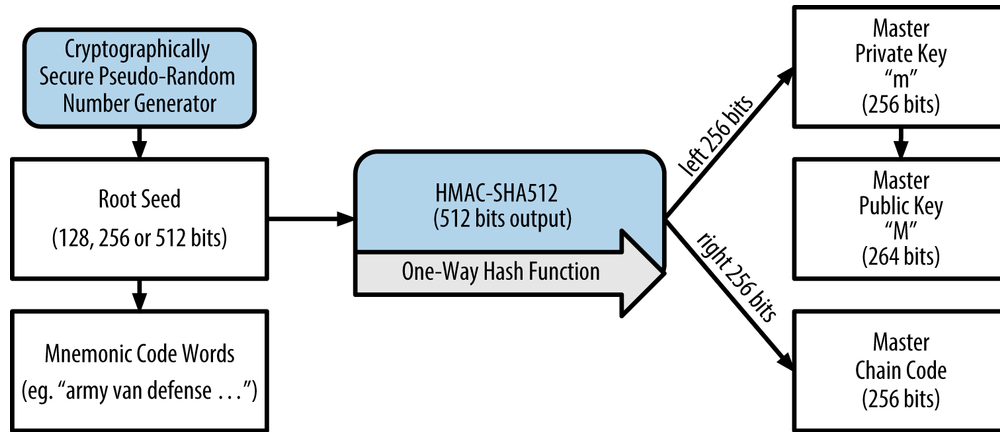 Cryptographically
Secure Pseudo-Random
Number Generator
Root Seed
(128, 256 or 512 bits)
Mnemonic Code Words
(eg. “army van defense …”)
HMAC-SHA512
(512 bits output)
One-Way Hash Function
left 256 bits
right 256 bits
Master
Private Key
“m”
(256 bits)
Master
Public Key
“M”
(264 bits)
Master
Chain Code
(256 bits)